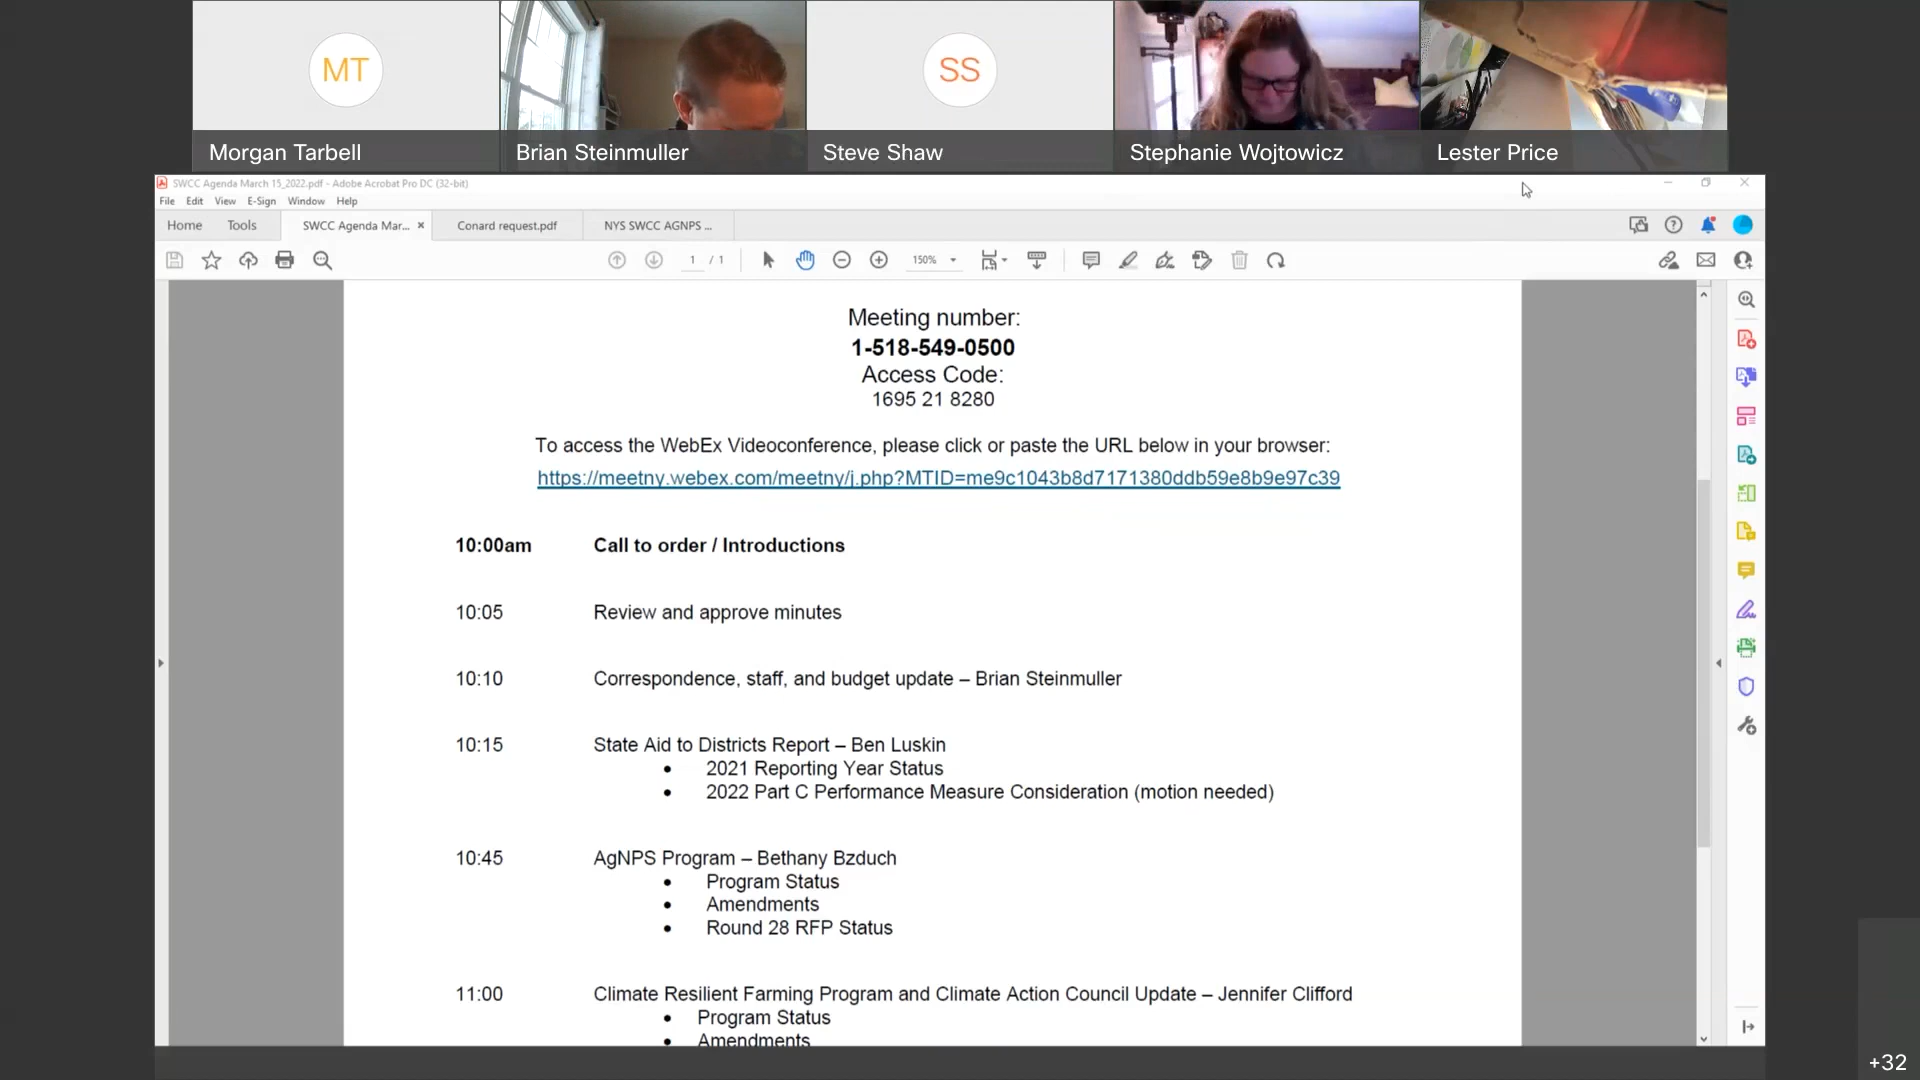 MT
SS
Morgan Tarbell
Brian Steinmuller
Steve Shaw
Stephanie Wojtowicz
Lester Price
SWCC Agenda March 15_2022.pdf - Adobe Acrobat Pro DC (32-bit)
File Edit View E-Sign Window Help
Home Tools SWCC Agenda Mar... × Conard request.pdf NYS SWCC AGNPS ...
1 / 1 150%
Meeting number:
1-518-549-0500
Access Code:
1695 21 8280
To access the WebEx Videoconference, please click or paste the URL below in your browser:
https://meetny.webex.com/meetny/j.php?MTID=me9c1043b8d7171380ddb59e8b9e97c39
10:00am Call to order / Introductions
10:05 Review and approve minutes
10:10 Correspondence, staff, and budget update – Brian Steinmuller
10:15 State Aid to Districts Report – Ben Luskin
• 2021 Reporting Year Status
• 2022 Part C Performance Measure Consideration (motion needed)
10:45 AgNPS Program – Bethany Bzduch
• Program Status
• Amendments
• Round 28 RFP Status
11:00 Climate Resilient Farming Program and Climate Action Council Update – Jennifer Clifford
• Program Status
• Amendments
+32